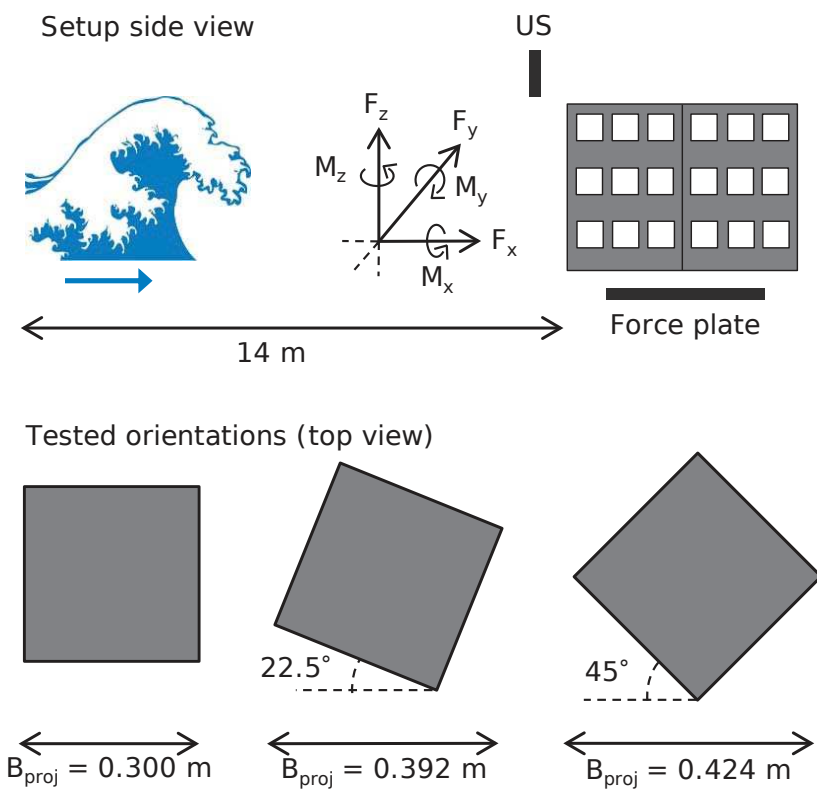 Setup side view
US
F_z
F_y
M_z
M_y
F_x
M_x
Force plate
14 m
Tested orientations (top view)
22.5°
45°
B_proj = 0.300 m
B_proj = 0.392 m
B_proj = 0.424 m